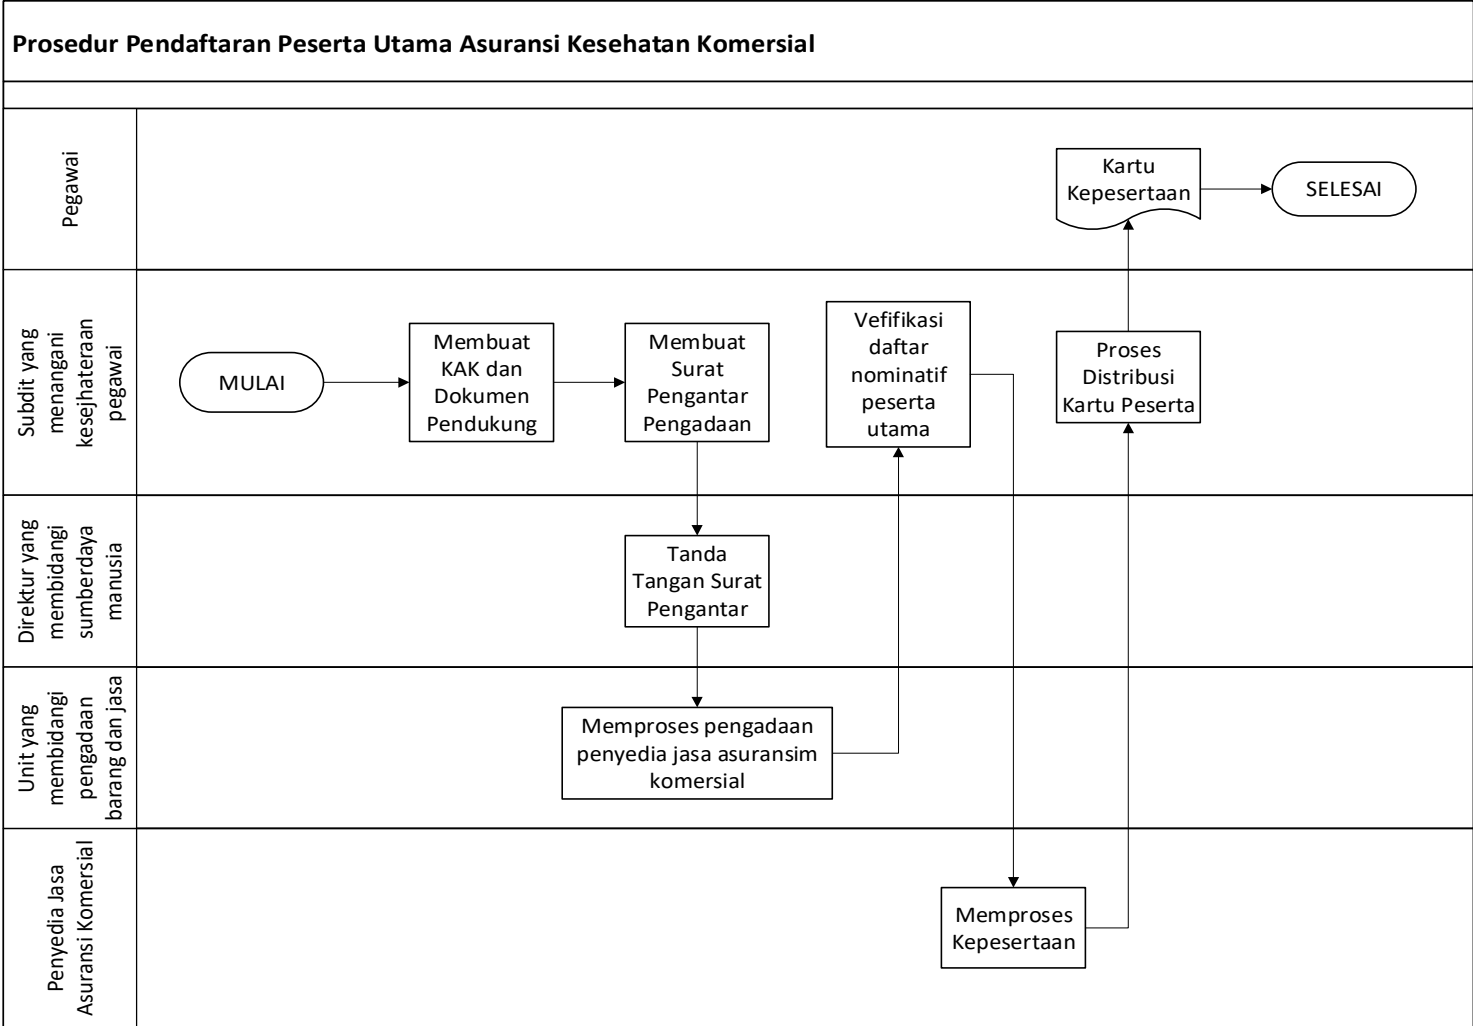 Prosedur Pendaftaran Peserta Utama Asuransi Kesehatan Komersial
Pegawai
Kartu
Kepesertaan
SELESAI
Subdit yang
menangani
kesejhateraan
pegawai
MULAI
Membuat
KAK dan
Dokumen
Pendukung
Membuat
Surat
Pengantar
Pengadaan
Vefifikasi
daftar
nominatif
peserta
utama
Proses
Distribusi
Kartu Peserta
Direktur yang
membidangi
sumberdaya
manusia
Tanda
Tangan Surat
Pengantar
Unit yang
membidangi
pengadaan
barang dan jasa
Memproses pengadaan
penyedia jasa asuransim
komersial
Penyedia Jasa
Asuransi Komersial
Memproses
Kepesertaan